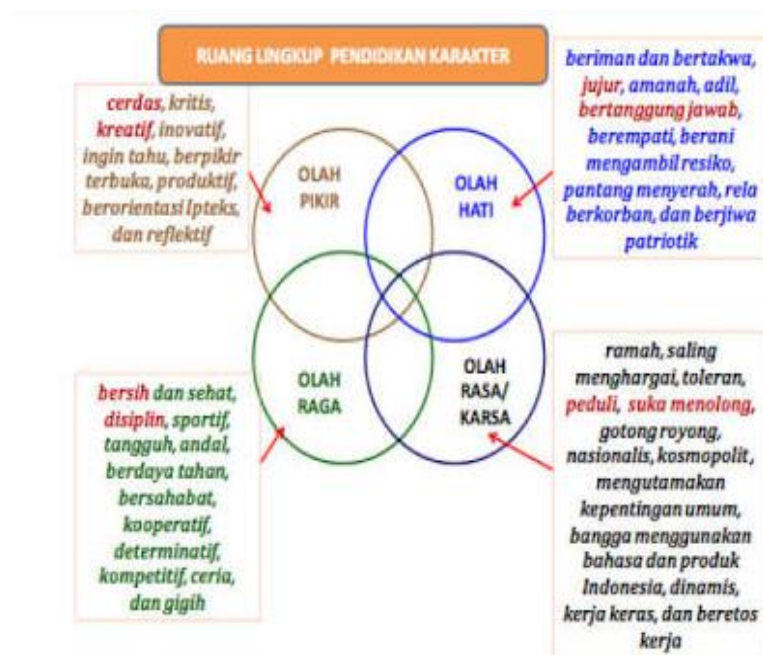 RUANG LINGKUP PENDIDIKAN KARAKTER
cerdas, kritis,
kreatif, inovatif,
ingin tahu, berpikir
terbuka, produktif,
berorientasi Ipteks,
dan reflektif
OLAH
PIKIR
OLAH
HATI
beriman dan bertakwa,
jujur, amanah, adil,
bertanggung jawab,
berempati, berani
mengambil resiko,
pantang menyerah, rela
berkorban, dan berjiwa
patriotik
bersih dan sehat,
disiplin, sportif,
tangguh, andal,
berdaya tahan,
bersahabat,
kooperatif,
determinatif,
kompetitif, ceria,
dan gigih
OLAH
RAGA
OLAH
RASA/
KARSA
ramah, saling
menghargai, toleran,
peduli, suka menolong,
gotong royong,
nasionalis, kosmopolit,
mengutamakan
kepentingan umum,
bangga menggunakan
bahasa dan produk
Indonesia, dinamis,
kerja keras, dan beretos
kerja